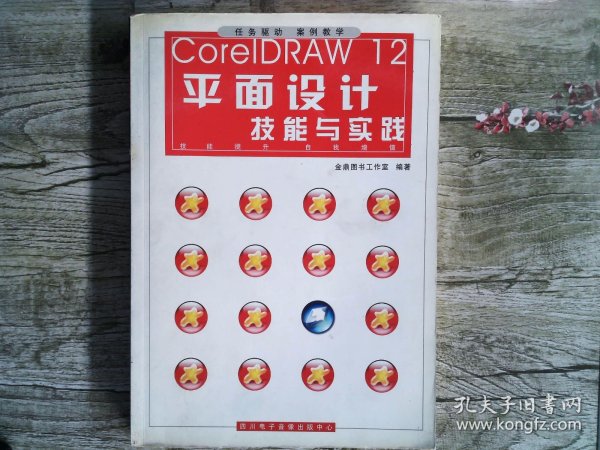 任务驱动 案例教学
CorelDRAW 12
平面设计
技能与实践
技能提升 自我增值
金鼎图书工作室 编著
四川电子音像出版中心
孔夫子旧书网
www.kongfz.com